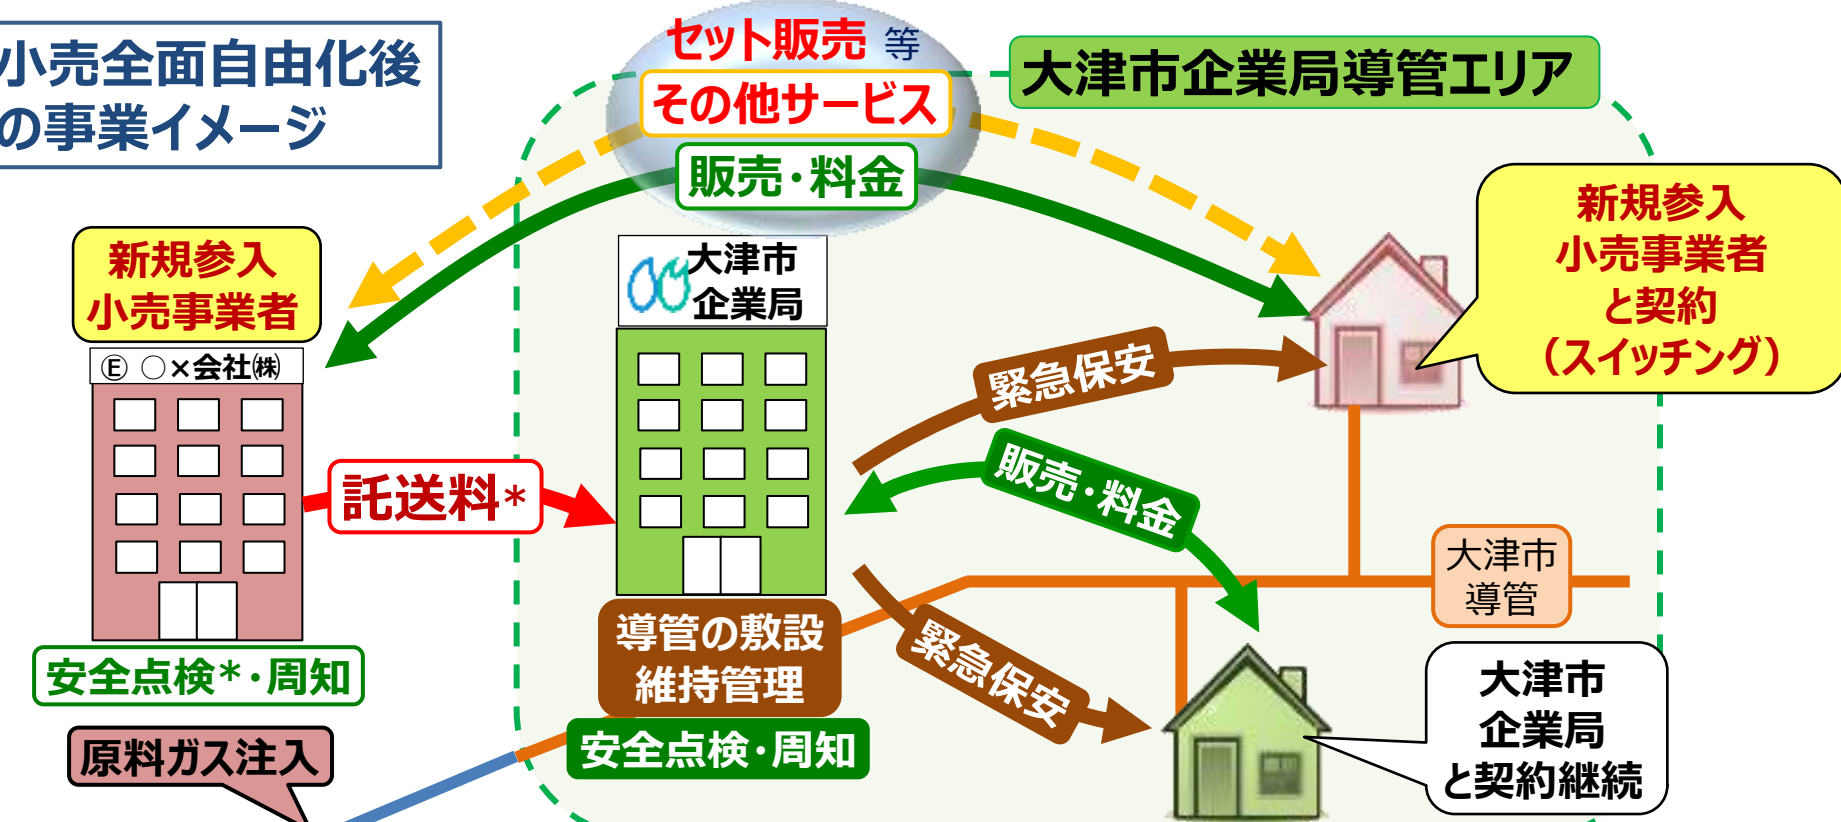 小売全面自由化後
の事業イメージ
セット販売 等
その他サービス
販売・料金
大津市企業局導管エリア
新規参入
小売事業者
と契約
（スイッチング）
新規参入
小売事業者
Ⓔ 〇×会社㈱
大津市
企業局
緊急保安
販売・料金
託送料*
大津市
導管
導管の敷設
維持管理
緊急保安
安全点検*・周知
安全点検・周知
大津市
企業局
と契約継続
原料ガス注入